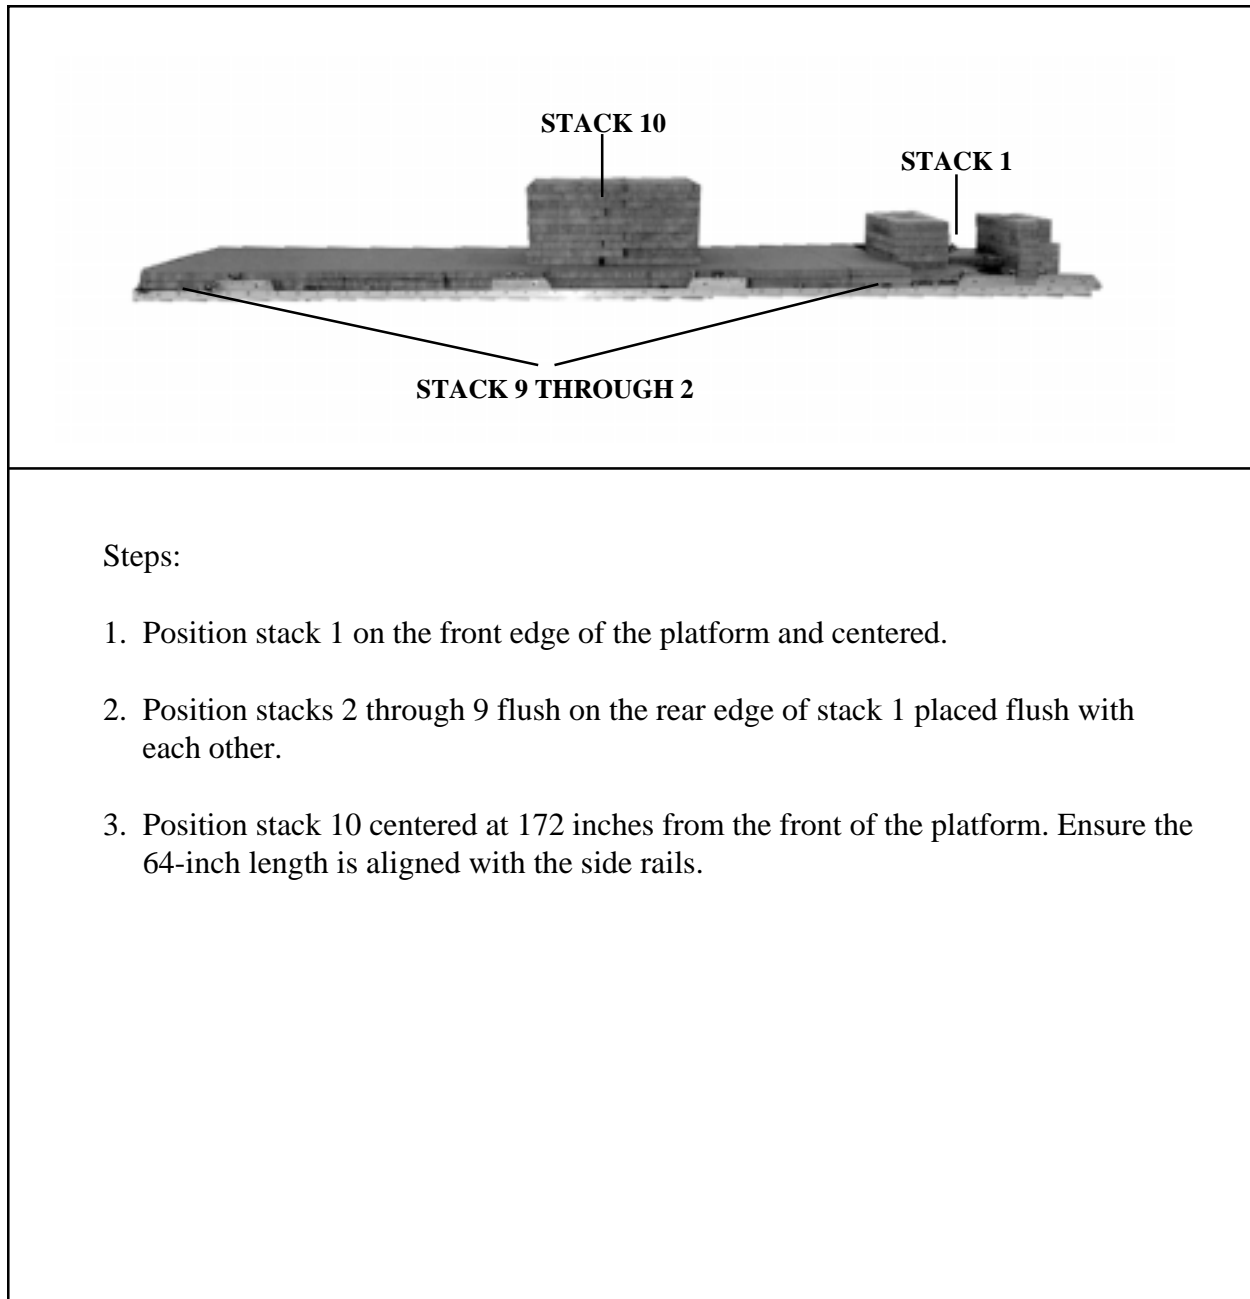 STACK 10
STACK 1
STACK 9 THROUGH 2
Steps:
1. Position stack 1 on the front edge of the platform and centered.
2. Position stacks 2 through 9 flush on the rear edge of stack 1 placed flush with
each other.
3. Position stack 10 centered at 172 inches from the front of the platform. Ensure the
64-inch length is aligned with the side rails.